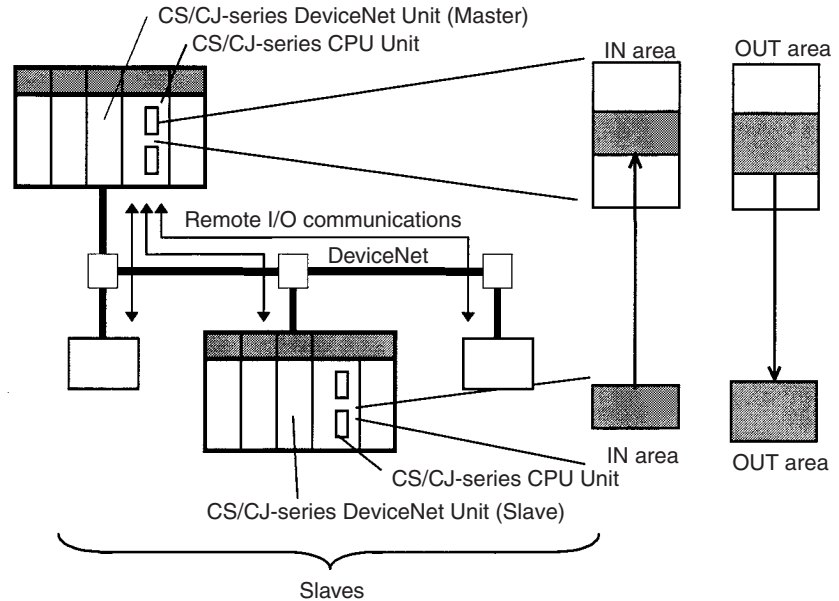 CS/CJ-series DeviceNet Unit (Master)
CS/CJ-series CPU Unit
IN area
OUT area
Remote I/O communications
DeviceNet
IN area
OUT area
CS/CJ-series CPU Unit
CS/CJ-series DeviceNet Unit (Slave)
Slaves